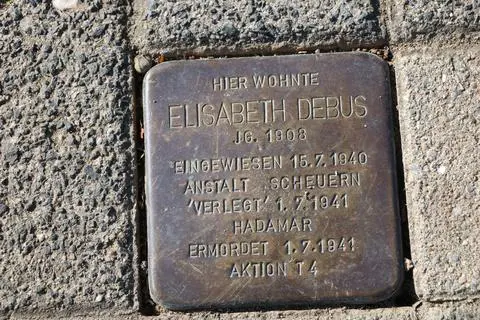 HIER WOHNTE
ELISABETH DEBUS
JG. 1908
EINGEWIESEN 15.7.1940
ANSTALT SCHEUERN
'VERLEGT' 1.7.1941
HADAMAR
ERMORDET 1.7.1941
AKTION T4